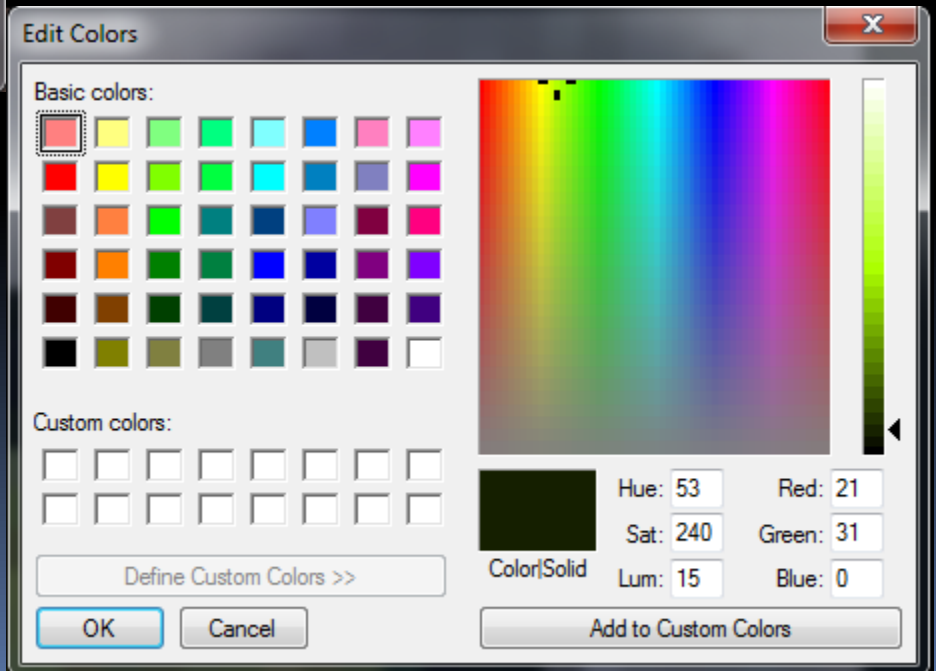 Edit Colors
Basic colors:
Custom colors:
Define Custom Colors >>
OK
Cancel
Color|Solid
Hue: 53
Sat: 240
Lum: 15
Red: 21
Green: 31
Blue: 0
Add to Custom Colors